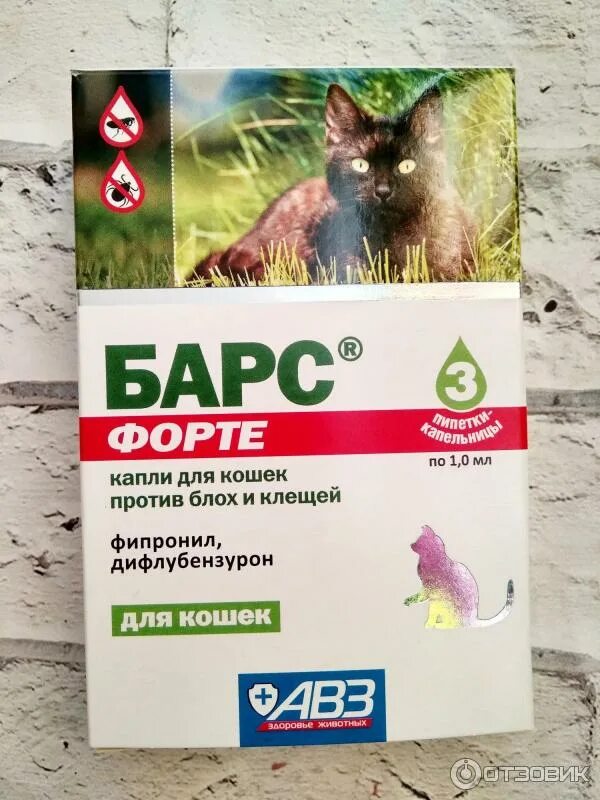 БАРС®
ФОРТЕ
3
пипетки-
капельницы
по 1,0 мл
капли для кошек
против блох и клещей
фипронил,
дифлубензурон
для кошек
АВЗ
здоровье животных
ОТЗОВИК